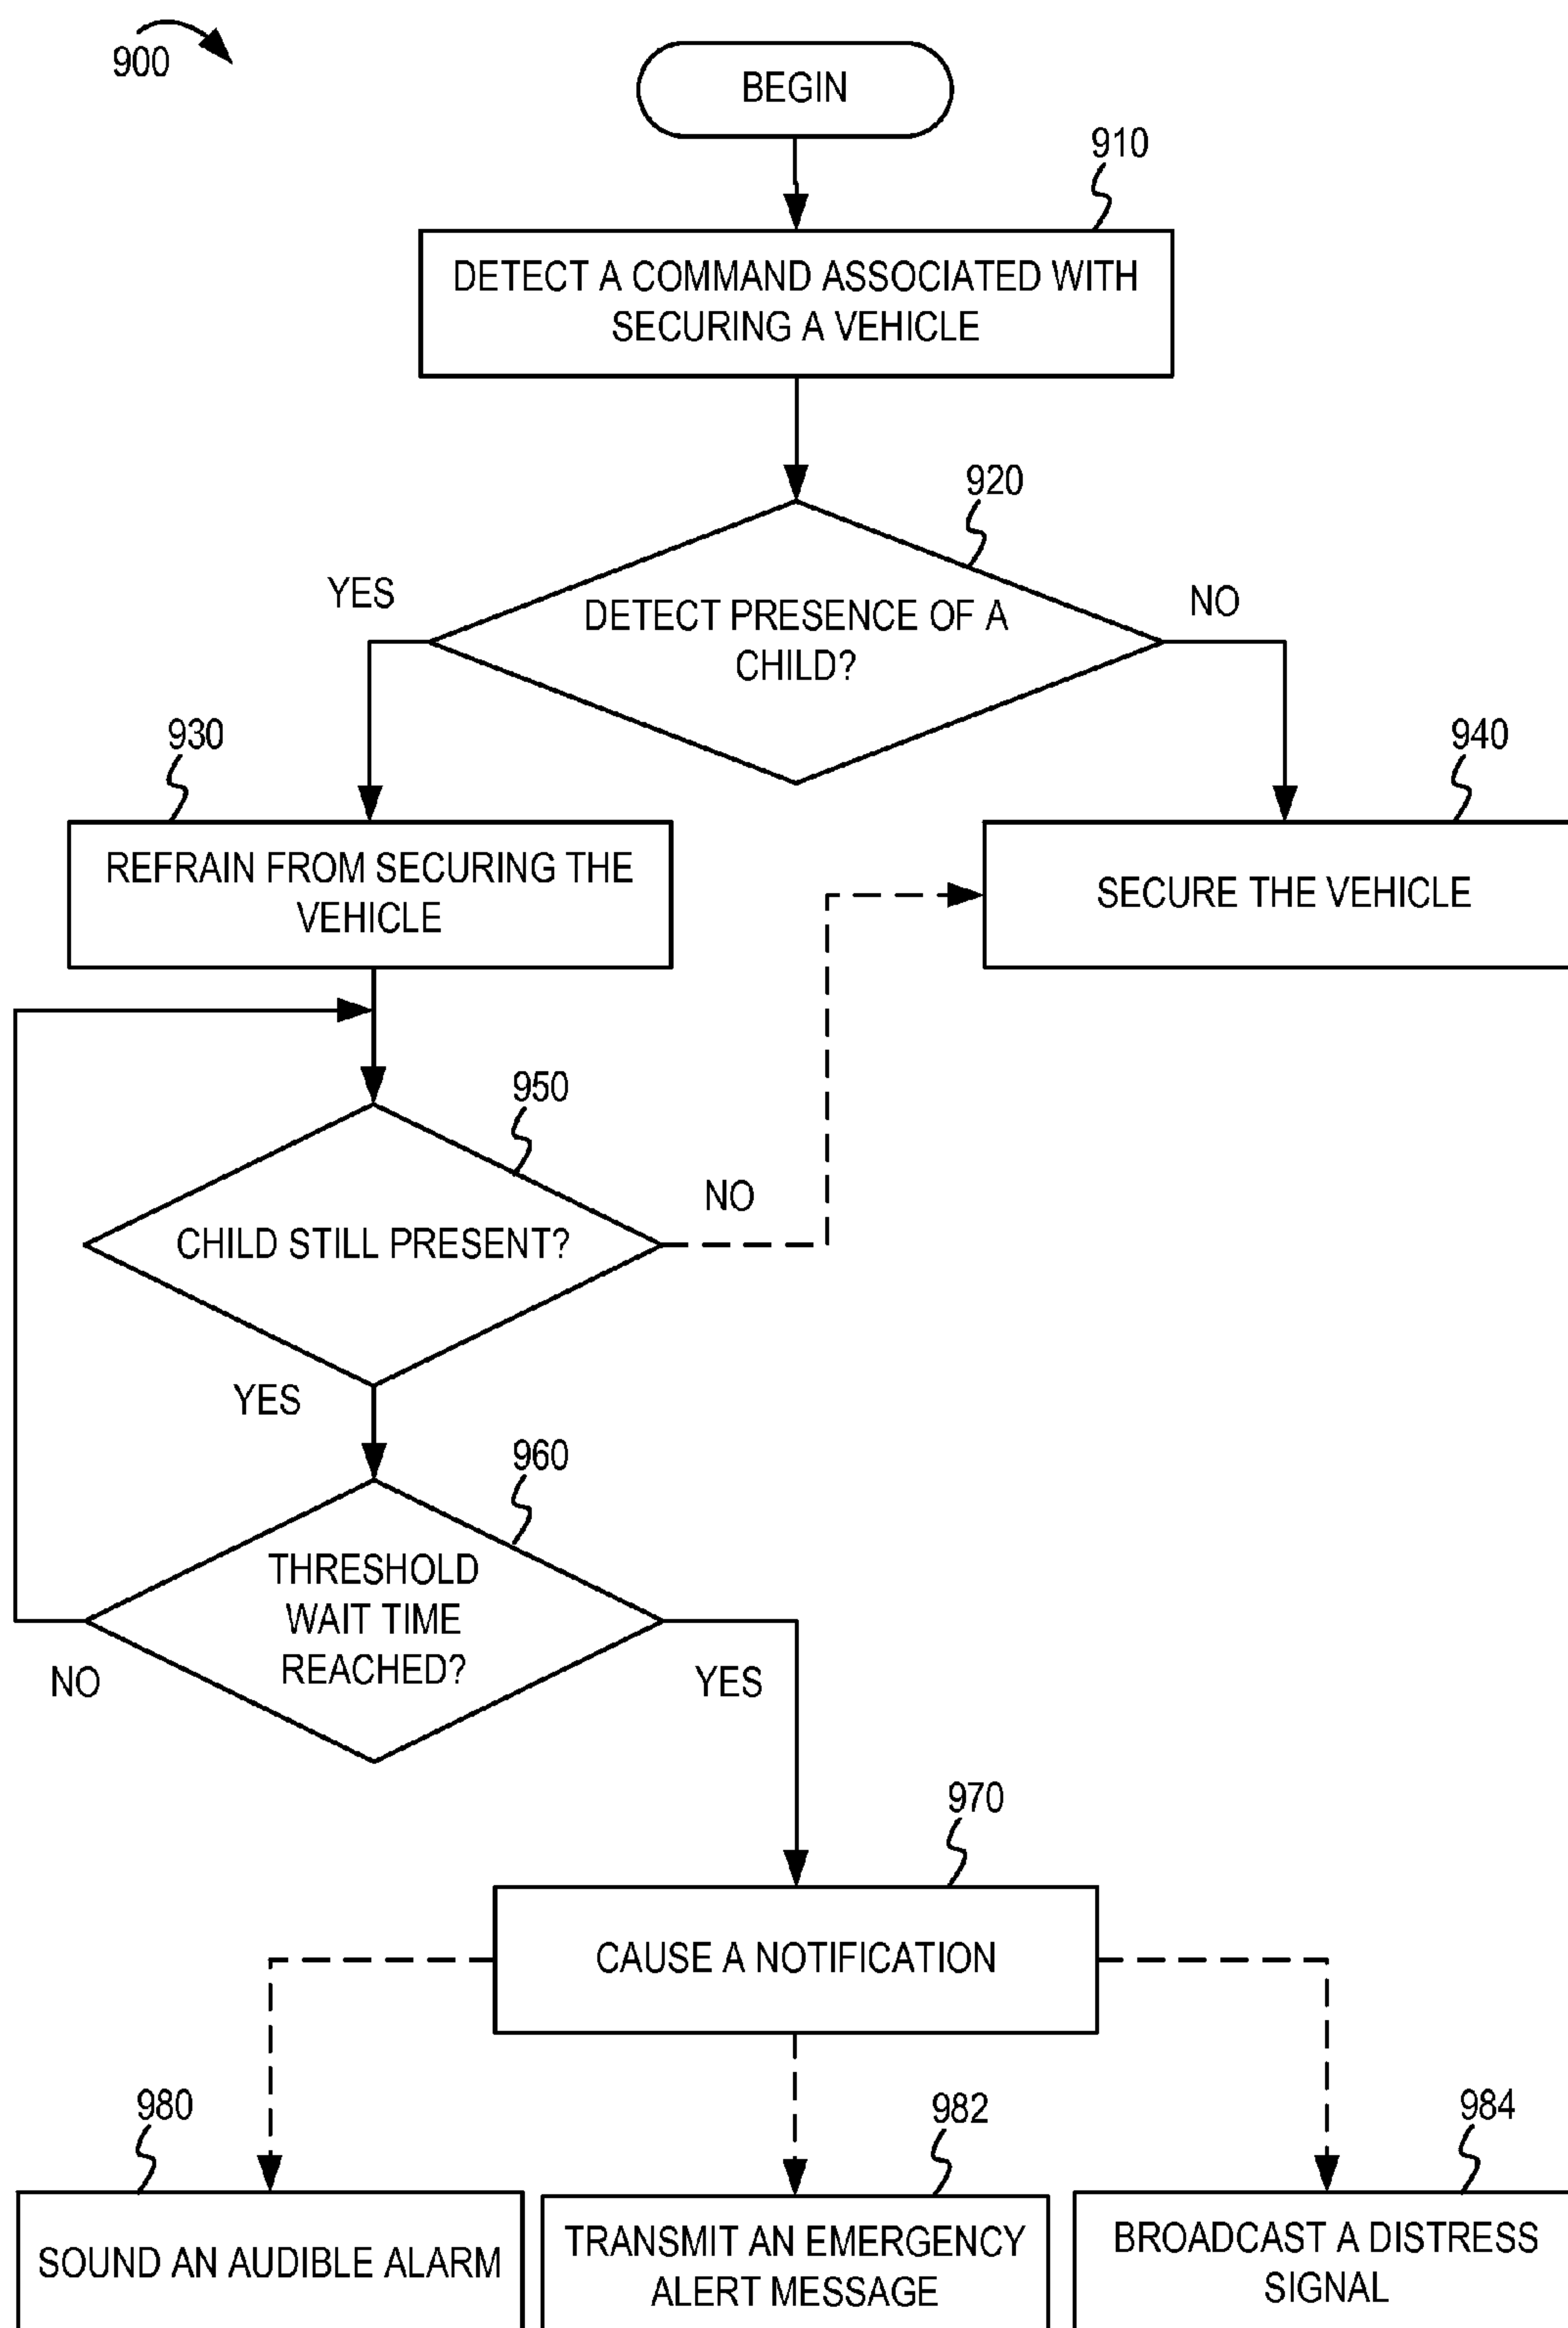 900
BEGIN
910
DETECT A COMMAND ASSOCIATED WITH
SECURING A VEHICLE
920
YES
NO
DETECT PRESENCE OF A
CHILD?
930
940
REFRAIN FROM SECURING THE
VEHICLE
SECURE THE VEHICLE
950
NO
CHILD STILL PRESENT?
YES
960
THRESHOLD
WAIT TIME
REACHED?
NO
YES
970
CAUSE A NOTIFICATION
980
982
984
SOUND AN AUDIBLE ALARM
TRANSMIT AN EMERGENCY
ALERT MESSAGE
BROADCAST A DISTRESS
SIGNAL